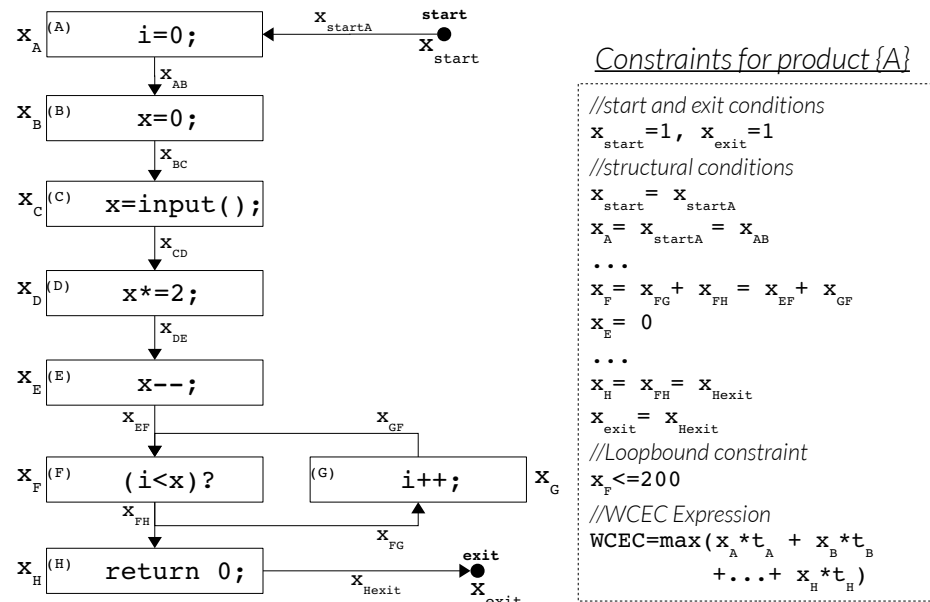 start
x_startA
x_A (A) i=0;
x_start
x_AB
x_B (B) x=0;
x_BC
x_C (C) x=input();
x_CD
x_D (D) x*=2;
x_DE
x_E (E) x--;
x_EF x_GF
x_F (F) (i<x)? (G) i++; x_G
x_FH x_FG
exit
x_H (H) return 0;
x_Hexit
x_exit
Constraints for product {A}
//start and exit conditions
x_start=1, x_exit=1
//structural conditions
x_start= x_startA
x_A= x_startA = x_AB
...
x_F= x_FG+ x_FH = x_EF+ x_GF
x_E= 0
...
x_H= x_FH= x_Hexit
x_exit= x_Hexit
//Loopbound constraint
x_F<=200
//WCEC Expression
WCEC=max(x_A*t_A + x_B*t_B
+...+ x_H*t_H)